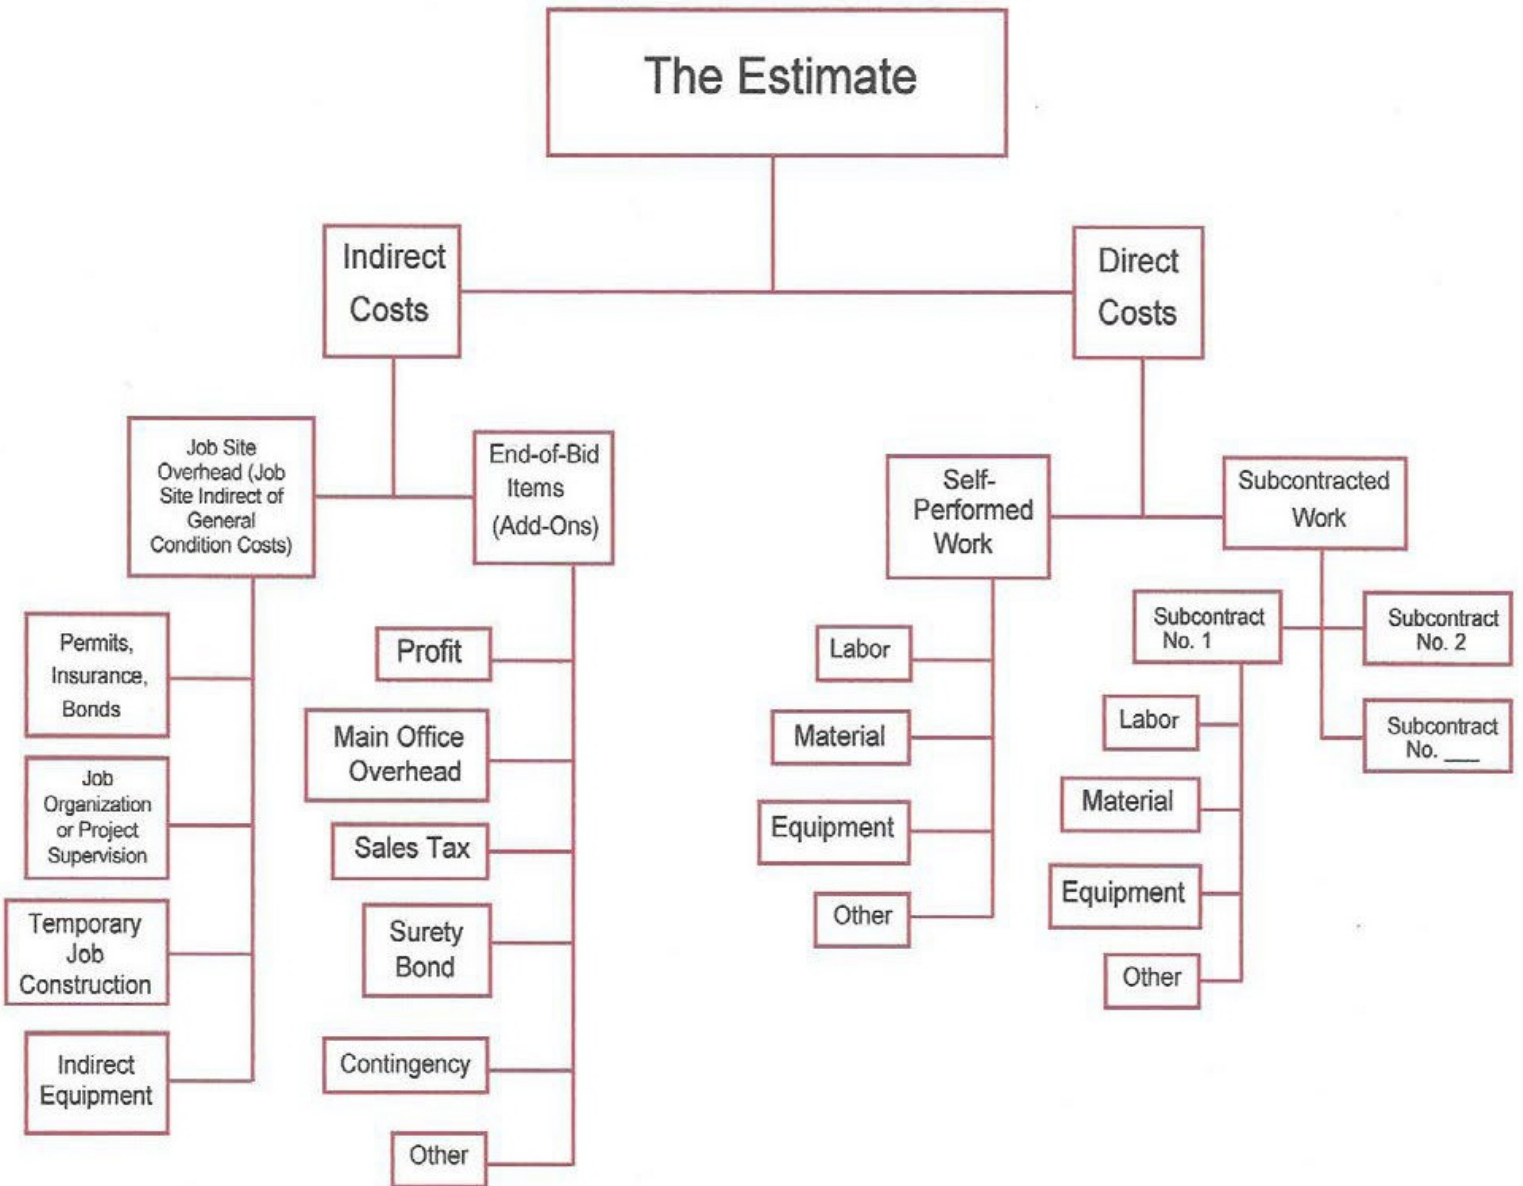 The Estimate
Indirect
Costs
Direct
Costs
Job Site
Overhead (Job
Site Indirect of
General
Condition Costs)
End-of-Bid
Items
(Add-Ons)
Self-
Performed
Work
Subcontracted
Work
Permits,
Insurance,
Bonds
Job
Organization
or Project
Supervision
Temporary
Job
Construction
Indirect
Equipment
Profit
Main Office
Overhead
Sales Tax
Surety
Bond
Contingency
Other
Labor
Material
Equipment
Other
Subcontract
No. 1
Labor
Material
Equipment
Other
Subcontract
No. 2
Subcontract
No. ___